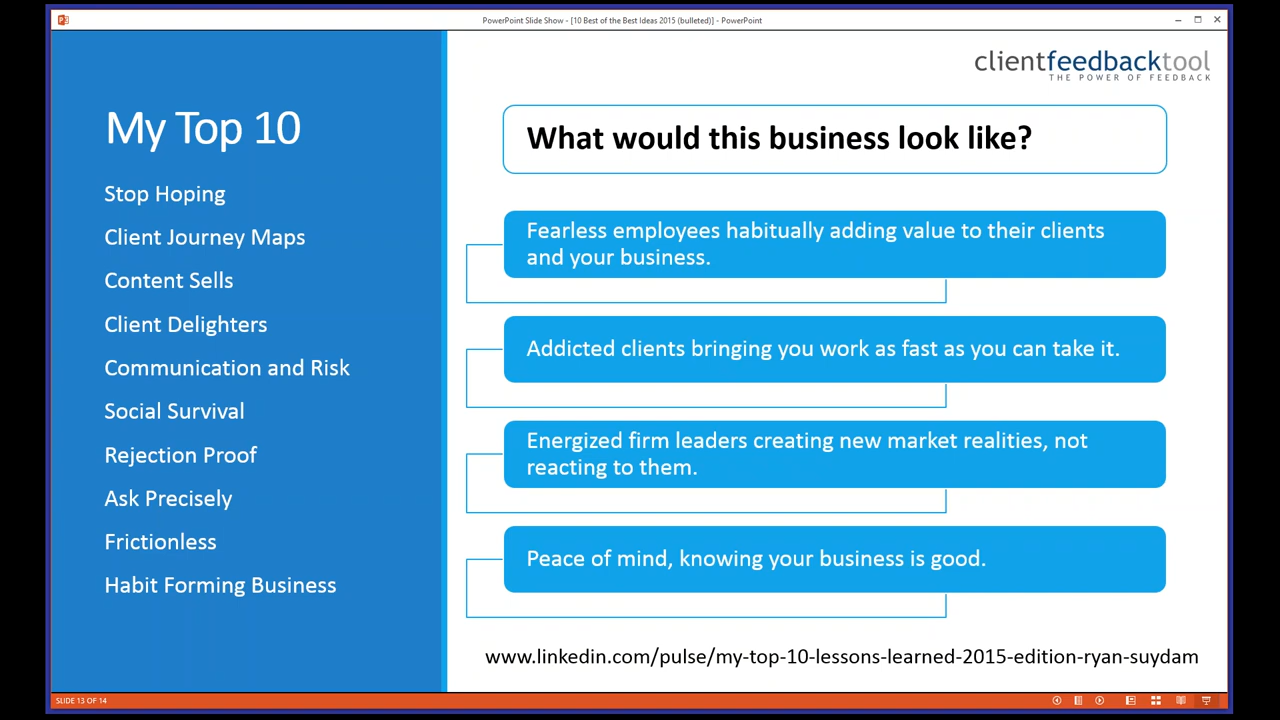 PowerPoint Slide Show - [10 Best of the Best Ideas 2015 (bulleted)] - PowerPoint
clientfeedbacktool
THE POWER OF FEEDBACK
My Top 10
Stop Hoping
Client Journey Maps
Content Sells
Client Delighters
Communication and Risk
Social Survival
Rejection Proof
Ask Precisely
Frictionless
Habit Forming Business
What would this business look like?
Fearless employees habitually adding value to their clients
and your business.
Addicted clients bringing you work as fast as you can take it.
Energized firm leaders creating new market realities, not
reacting to them.
Peace of mind, knowing your business is good.
www.linkedin.com/pulse/my-top-10-lessons-learned-2015-edition-ryan-suydam
SLIDE 13 OF 14